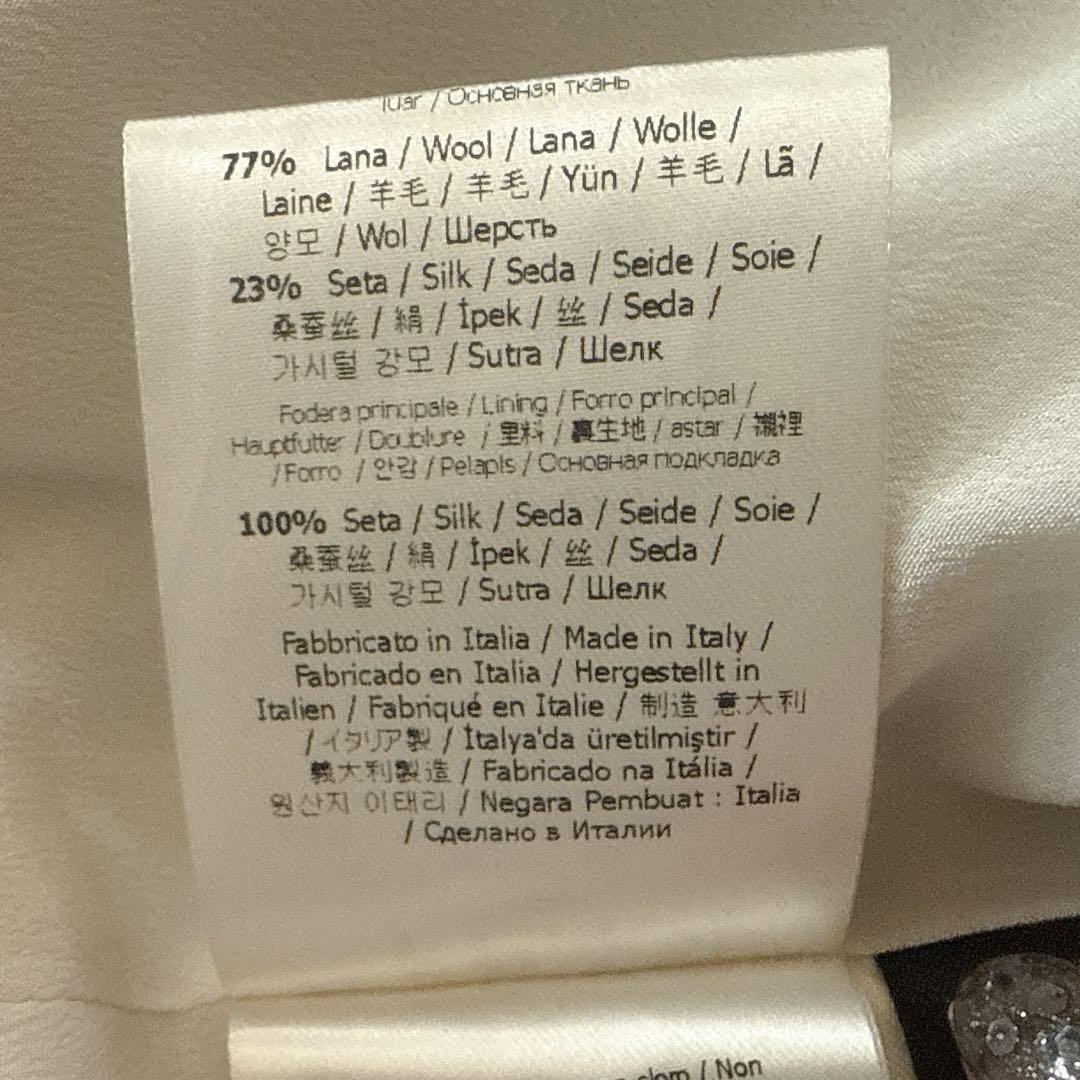 / Основная ткань
77% Lana / Wool / Lana / Wolle /
Laine / 羊毛 / 羊毛 / Yün / 羊毛 / Lã /
양모 / Wol / Шерсть
23% Seta / Silk / Seda / Seide / Soie /
桑蚕丝 / 絹 / İpek / 丝 / Seda /
가시털 강모 / Sutra / Шелк
Fodera principale / Lining / Forro principal /
Hauptfutter / Doublure / 里料 / 裏生地 / astar / 襯裡
/ Forro / 안감 / Pelapis / Основная подкладка
100% Seta / Silk / Seda / Seide / Soie /
桑蚕丝 / 絹 / İpek / 丝 / Seda /
가시털 강모 / Sutra / Шелк
Fabbricato in Italia / Made in Italy /
Fabricado en Italia / Hergestellt in
Italien / Fabriqué en Italie / 制造 意大利
/ イタリア製 / İtalya'da üretilmiştir /
義大利製造 / Fabricado na Itália /
원산지 이태리 / Negara Pembuat : Italia
/ Сделано в Италии
/ Non